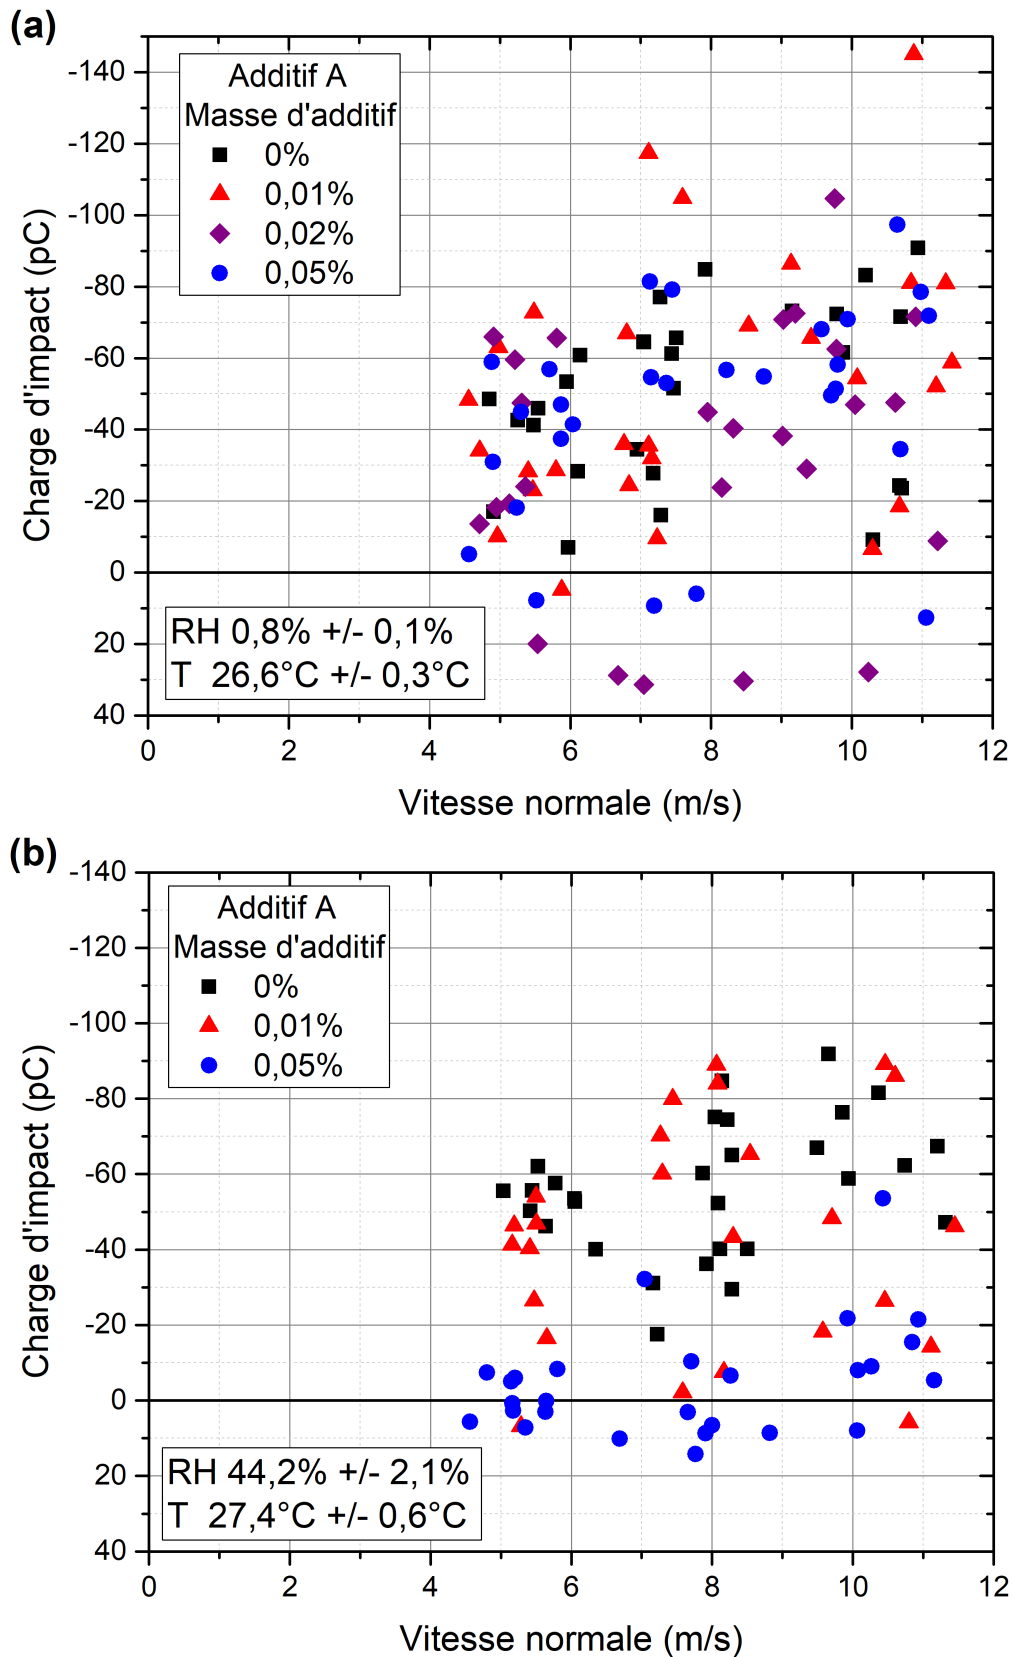 (a)
-140
-120
-100
-80
-60
-40
-20
0
20
40
Charge d'impact (pC)
Additif A
Masse d'additif
0%
0,01%
0,02%
0,05%
RH 0,8% +/- 0,1%
T 26,6°C +/- 0,3°C
0 2 4 6 8 10 12
Vitesse normale (m/s)
(b)
-140
-120
-100
-80
-60
-40
-20
0
20
40
Charge d'impact (pC)
Additif A
Masse d'additif
0%
0,01%
0,05%
RH 44,2% +/- 2,1%
T 27,4°C +/- 0,6°C
0 2 4 6 8 10 12
Vitesse normale (m/s)